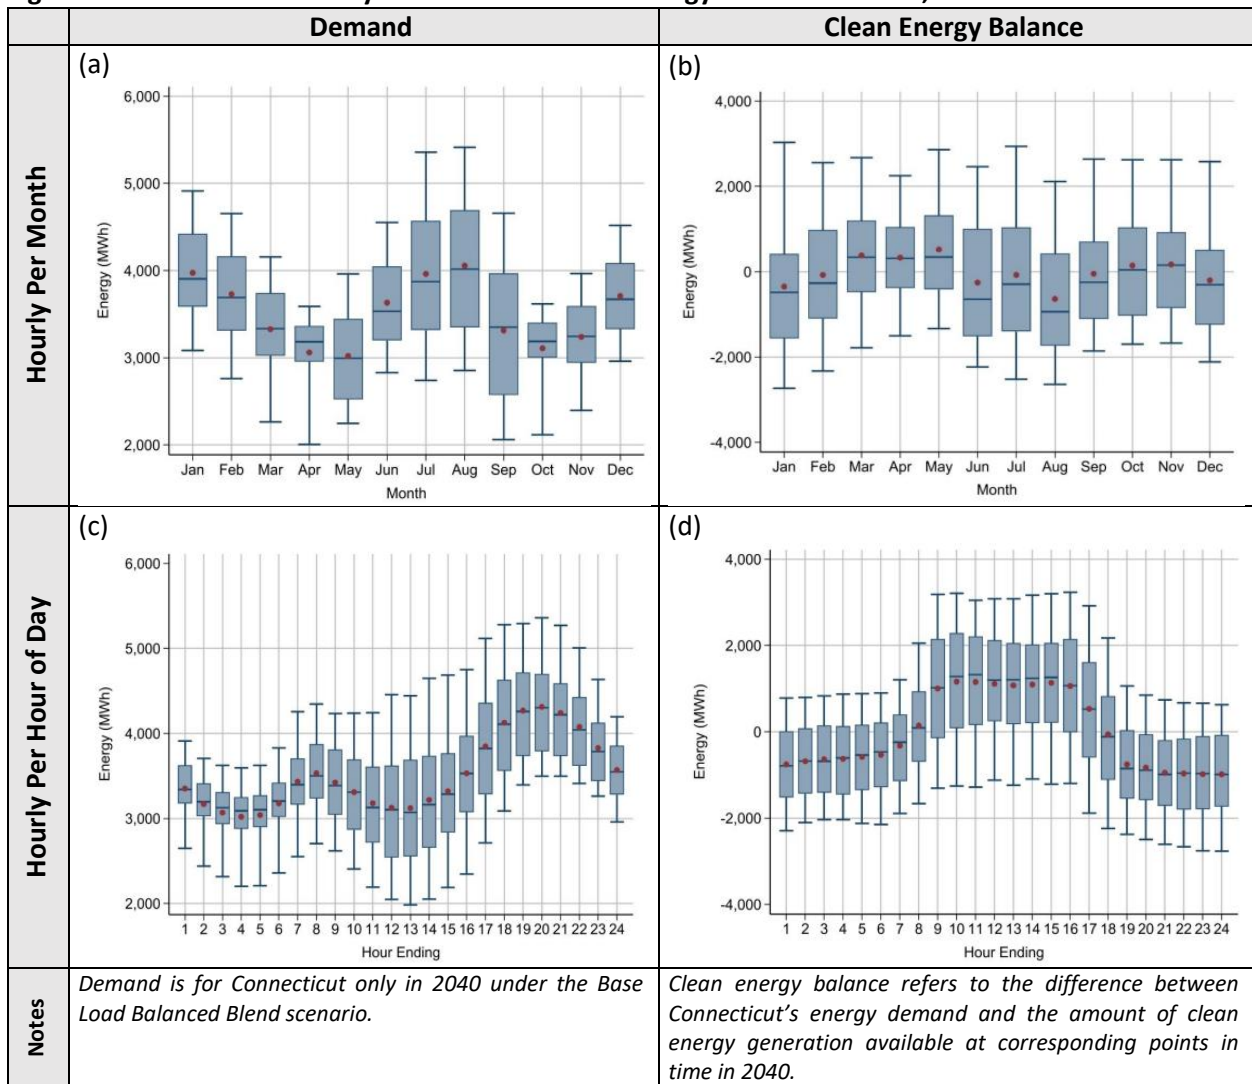 Demand
Clean Energy Balance
Hourly Per Month
(a)
6,000
5,000
4,000
3,000
2,000
Energy (MWh)
Jan Feb Mar Apr May Jun Jul Aug Sep Oct Nov Dec
Month
(b)
4,000
2,000
0
-2,000
-4,000
Energy (MWh)
Jan Feb Mar Apr May Jun Jul Aug Sep Oct Nov Dec
Month
Hourly Per Hour of Day
(c)
6,000
5,000
4,000
3,000
2,000
Energy (MWh)
1 2 3 4 5 6 7 8 9 10 11 12 13 14 15 16 17 18 19 20 21 22 23 24
Hour Ending
(d)
4,000
2,000
0
-2,000
-4,000
Energy (MWh)
1 2 3 4 5 6 7 8 9 10 11 12 13 14 15 16 17 18 19 20 21 22 23 24
Hour Ending
Notes
Demand is for Connecticut only in 2040 under the Base
Load Balanced Blend scenario.
Clean energy balance refers to the difference between
Connecticut's energy demand and the amount of clean
energy generation available at corresponding points in
time in 2040.